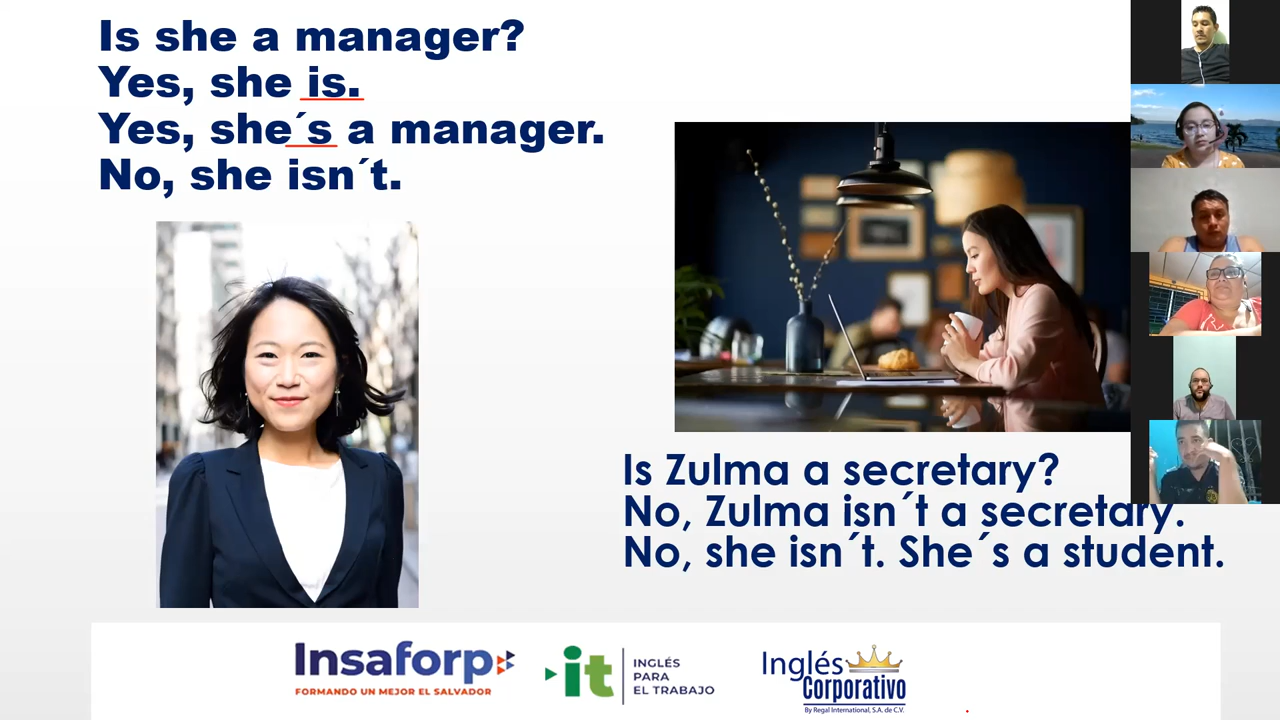 Is she a manager?
Yes, she is.
Yes, she´s a manager.
No, she isn´t.
Is Zulma a secretary?
No, Zulma isn´t a secretary.
No, she isn´t. She´s a student.
Insaforp
FORMANDO UN MEJOR EL SALVADOR
it
INGLÉS
PARA
EL TRABAJO
Inglés
Corporativo
By Regal International, S.A. de C.V.